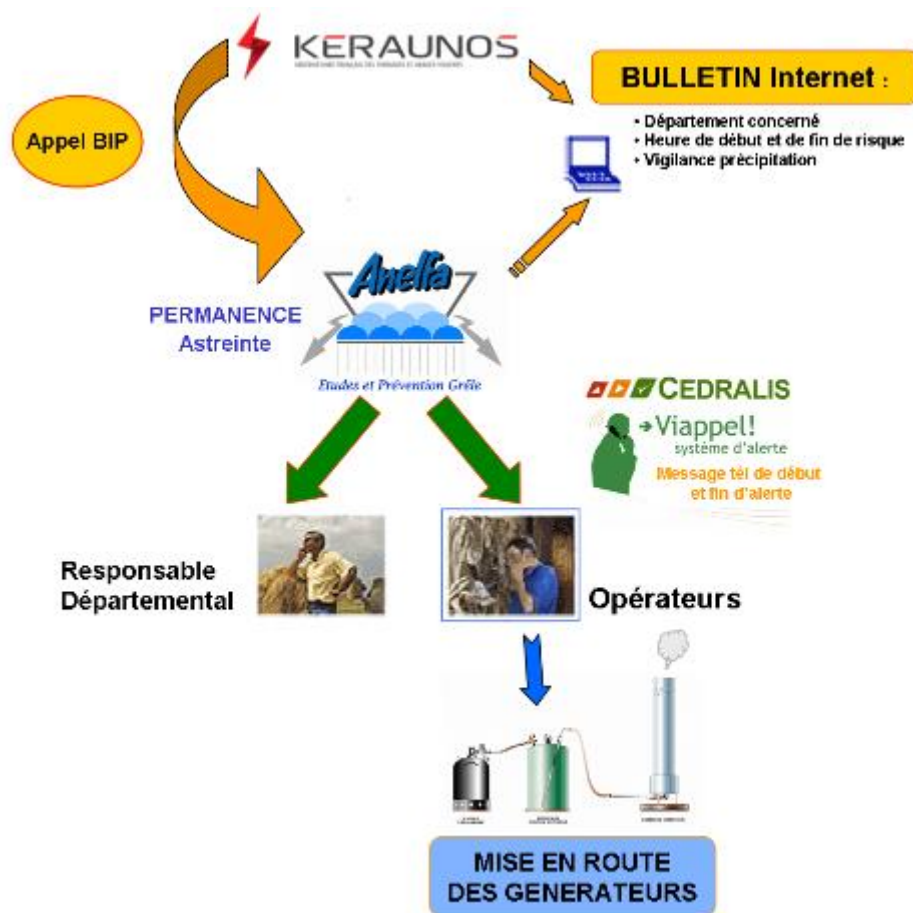 KERAUNOS
BULLETIN Internet :
• Département concerné
• Heure de début et de fin de risque
• Vigilance précipitation
Appel BIP
Anelfa
PERMANENCE
Astreinte
Etudes et Prévention Grêle
CEDRALIS
Viappel!
système d'alerte
Message tél de début
et fin d'alerte
Responsable
Départemental
Opérateurs
MISE EN ROUTE
DES GENERATEURS